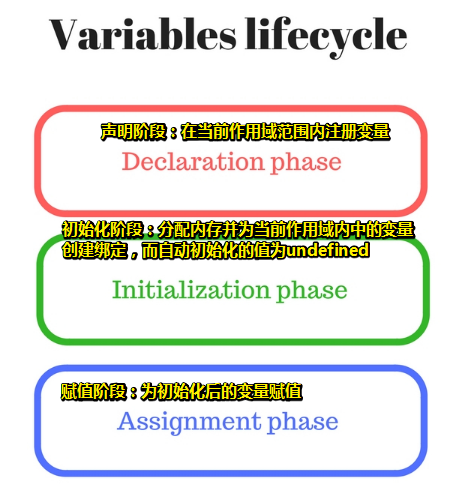 Variables lifecycle
声明阶段：在当前作用域范围内注册变量
Declaration phase
初始化阶段：分配内存并为当前作用域内中的变量
创建绑定，而自动初始化的值为undefined
Initialization phase
赋值阶段：为初始化后的变量赋值
Assignment phase